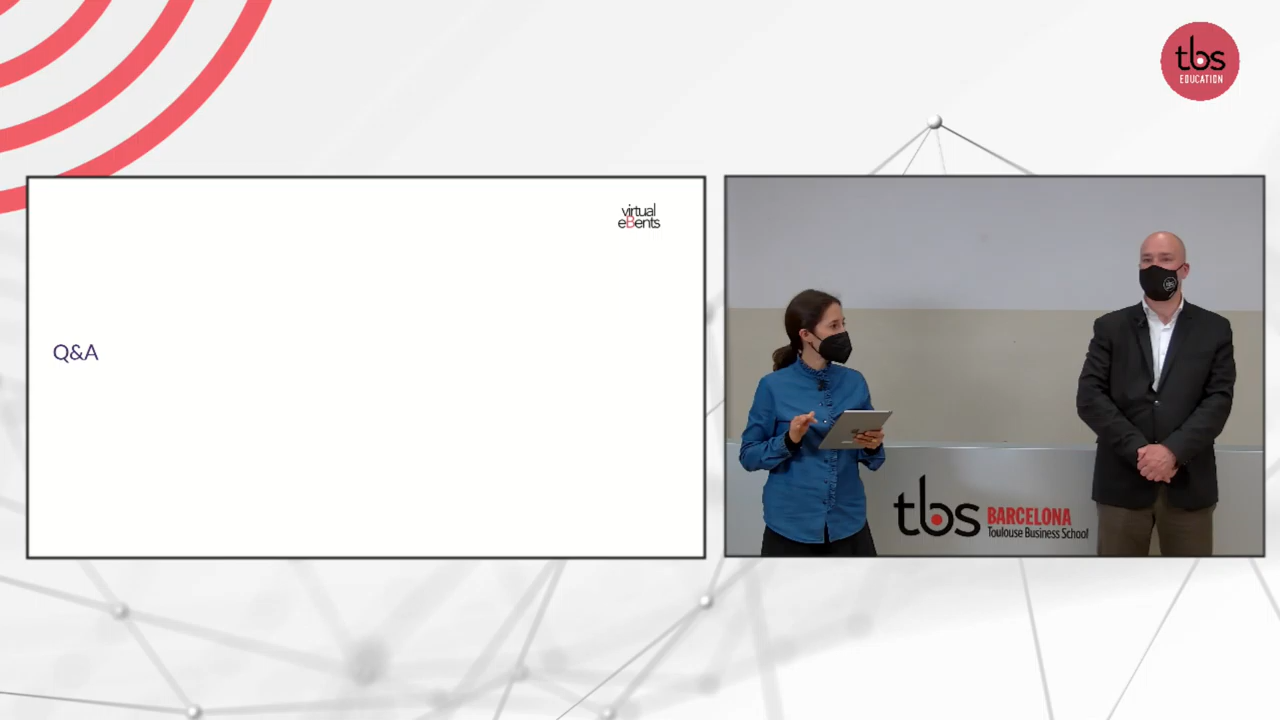 tbs
EDUCATION
virtual
eBents
Q&A
tbs BARCELONA
Toulouse Business School